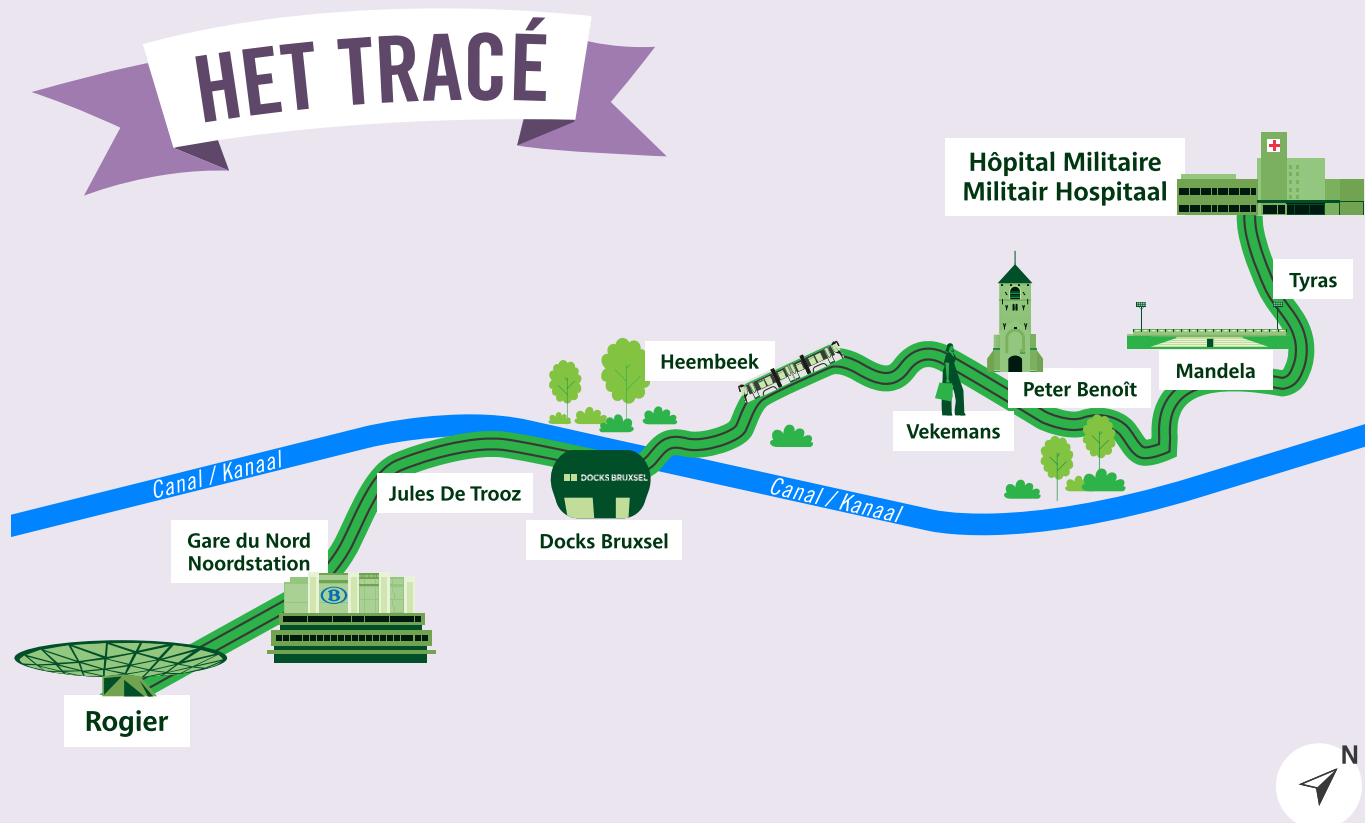 HET TRACÉ
Hôpital Militaire
Militair Hospitaal
Tyras
Mandela
Heembeek
Peter Benoît
Vekemans
Canal / Kanaal
DOCKS BRUXSEL
Jules De Trooz
Canal / Kanaal
Docks Bruxsel
Gare du Nord
Noordstation
B
Rogier
N